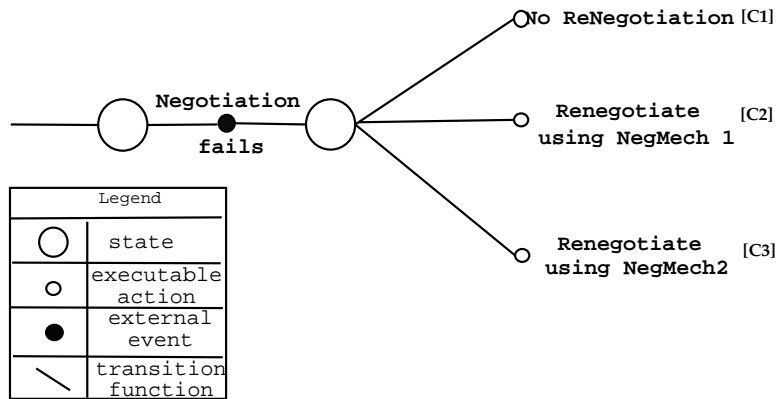 No ReNegotiation [C1]
Negotiation
fails
Renegotiate [C2]
using NegMech 1
Renegotiate [C3]
using NegMech2
Legend
state
executable
action
external
event
transition
function